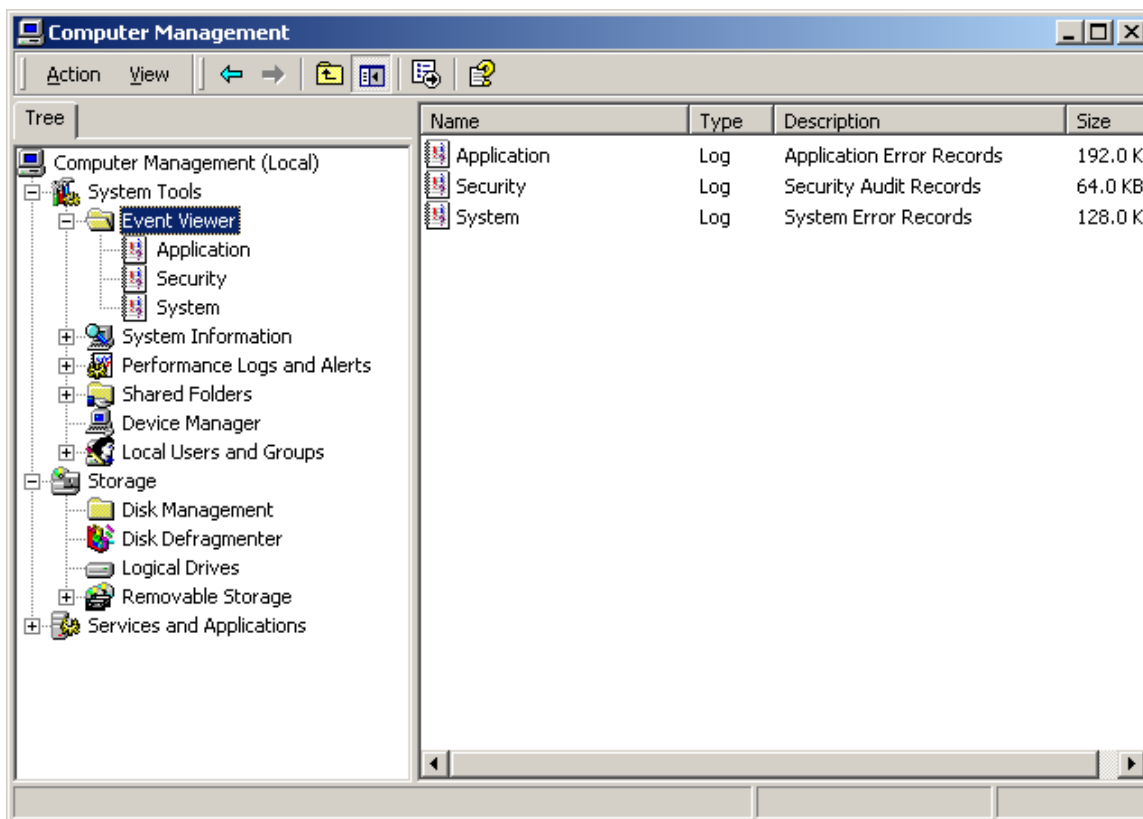 Computer Management
Action View
Tree
Computer Management (Local)
System Tools
Event Viewer
Application
Security
System
System Information
Performance Logs and Alerts
Shared Folders
Device Manager
Local Users and Groups
Storage
Disk Management
Disk Defragmenter
Logical Drives
Removable Storage
Services and Applications
Name Type Description Size
Application Log Application Error Records 192.0 K
Security Log Security Audit Records 64.0 KB
System Log System Error Records 128.0 K